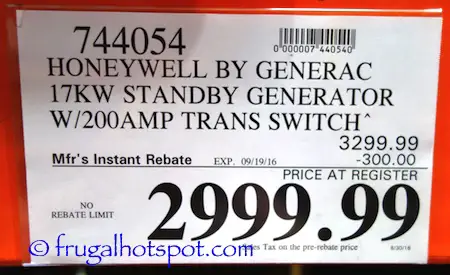 744054
0000007440540
HONEYWELL BY GENERAC
17KW STANDBY GENERATOR
W/200AMP TRANS SWITCH^
3299.99
Mfr's Instant Rebate EXP. 09/19/16 -300.00
PRICE AT REGISTER
NO
REBATE LIMIT
2999.99
© frugalhotspot.com
Sales Tax on the pre-rebate price